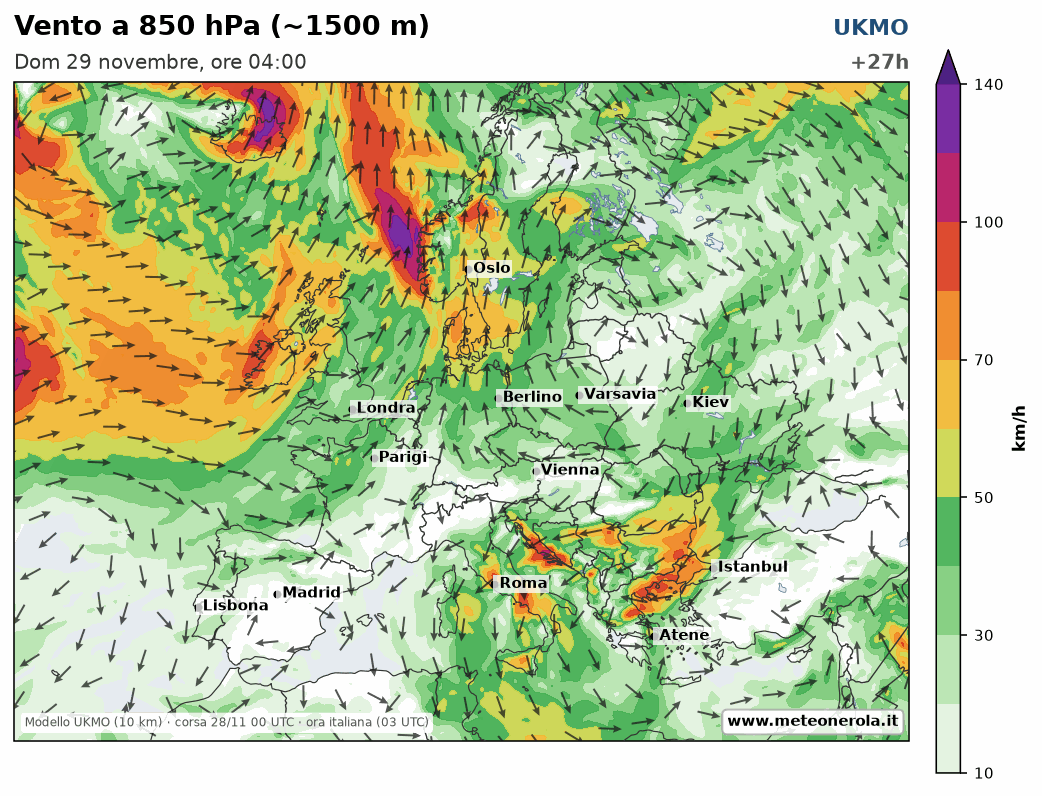 Vento a 850 hPa (~1500 m)
UKMO
Dom 29 novembre, ore 04:00
+27h
140
100
70
50
30
10
km/h
Oslo
Berlino
Varsavia
Kiev
Londra
Parigi
Vienna
Istanbul
Roma
Madrid
Lisbona
Atene
Modello UKMO (10 km) · corsa 28/11 00 UTC · ora italiana (03 UTC)
www.meteonerola.it